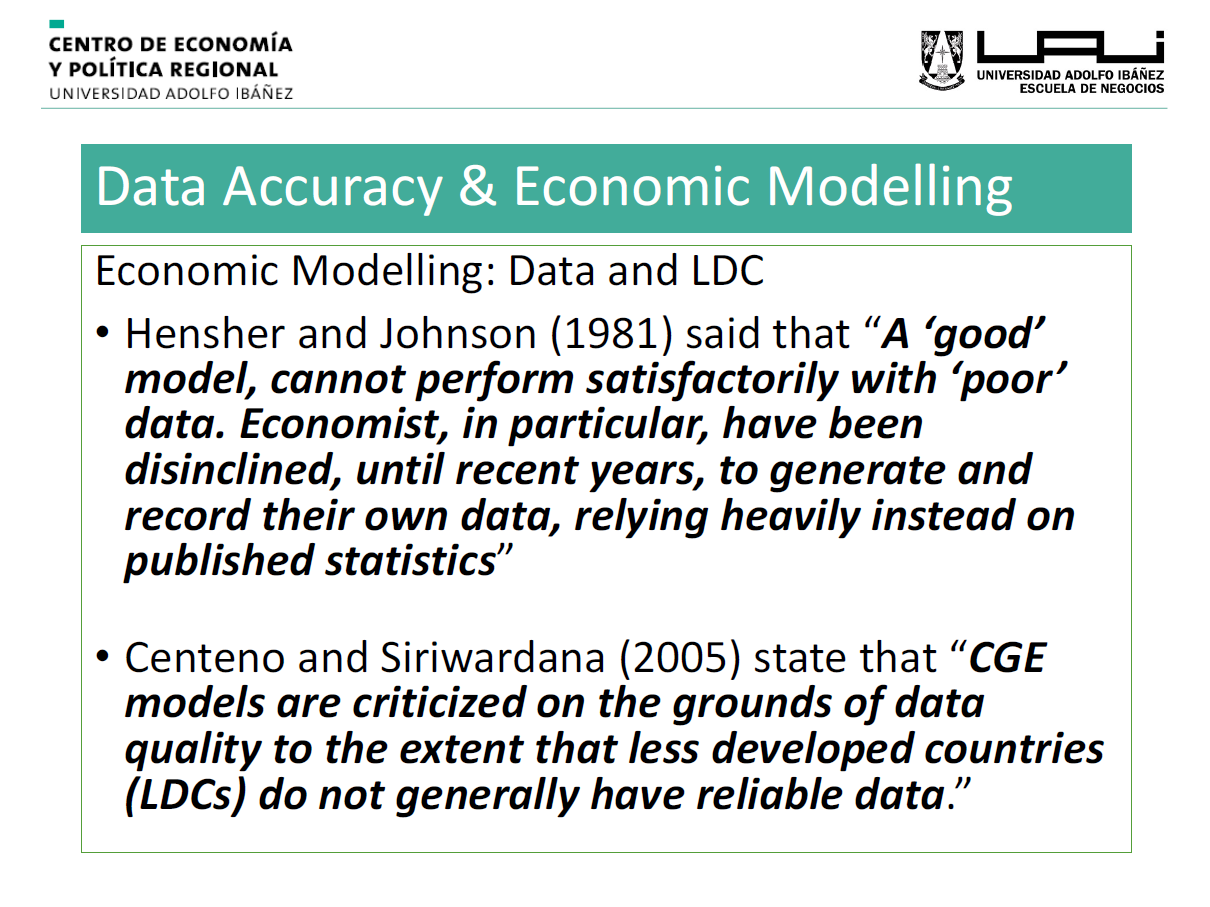 CENTRO DE ECONOMÍA
Y POLÍTICA REGIONAL
UNIVERSIDAD ADOLFO IBÁÑEZ
UAI
UNIVERSIDAD ADOLFO IBÁÑEZ
ESCUELA DE NEGOCIOS
Data Accuracy & Economic Modelling
Economic Modelling: Data and LDC
• Hensher and Johnson (1981) said that “A ‘good’
model, cannot perform satisfactorily with ‘poor’
data. Economist, in particular, have been
disinclined, until recent years, to generate and
record their own data, relying heavily instead on
published statistics”
• Centeno and Siriwardana (2005) state that “CGE
models are criticized on the grounds of data
quality to the extent that less developed countries
(LDCs) do not generally have reliable data.”